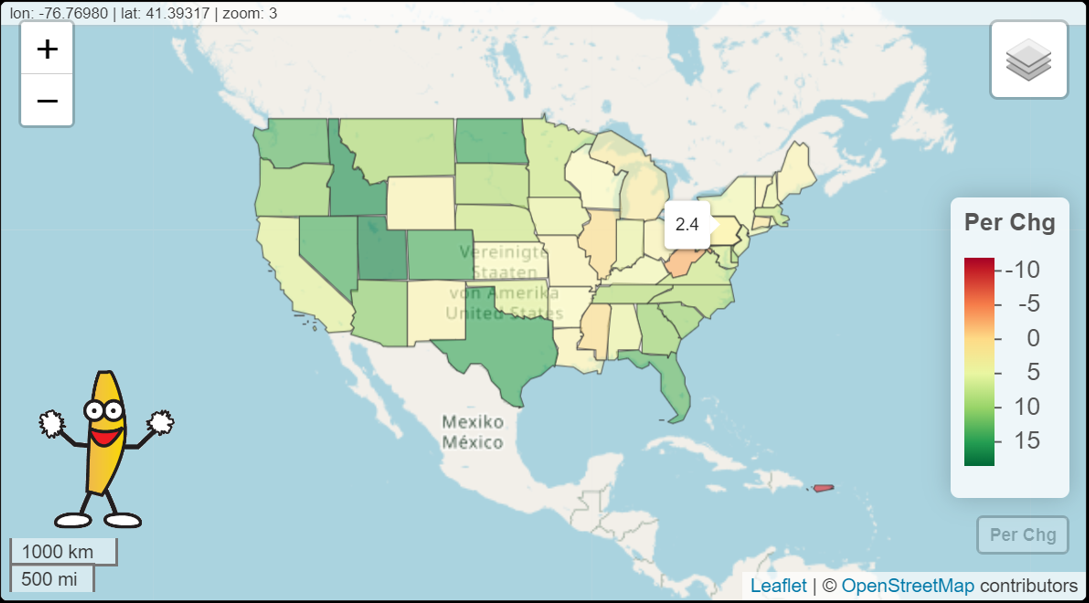 lon: -76.76980 | lat: 41.39317 | zoom: 3
+
−
2.4
Per Chg
-10
-5
0
5
10
15
Vereinigte
Staaten
von Amerika
United States
Mexiko
México
Per Chg
1000 km
500 mi
Leaflet | © OpenStreetMap contributors